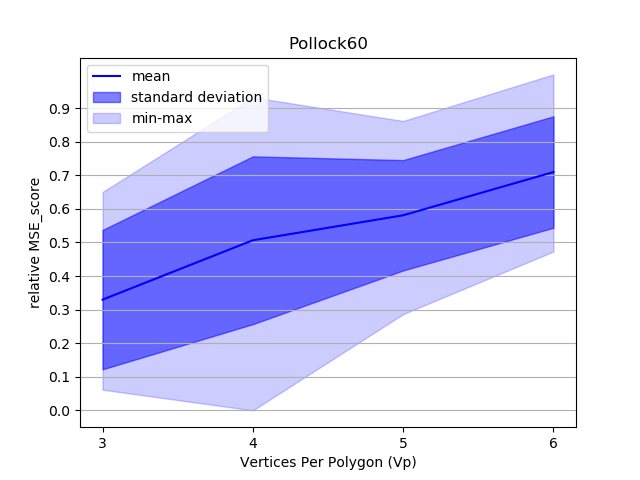 Pollock60
mean
standard deviation
min-max
relative MSE_score
0.9
0.8
0.7
0.6
0.5
0.4
0.3
0.2
0.1
0.0
3 4 5 6
Vertices Per Polygon (Vp)